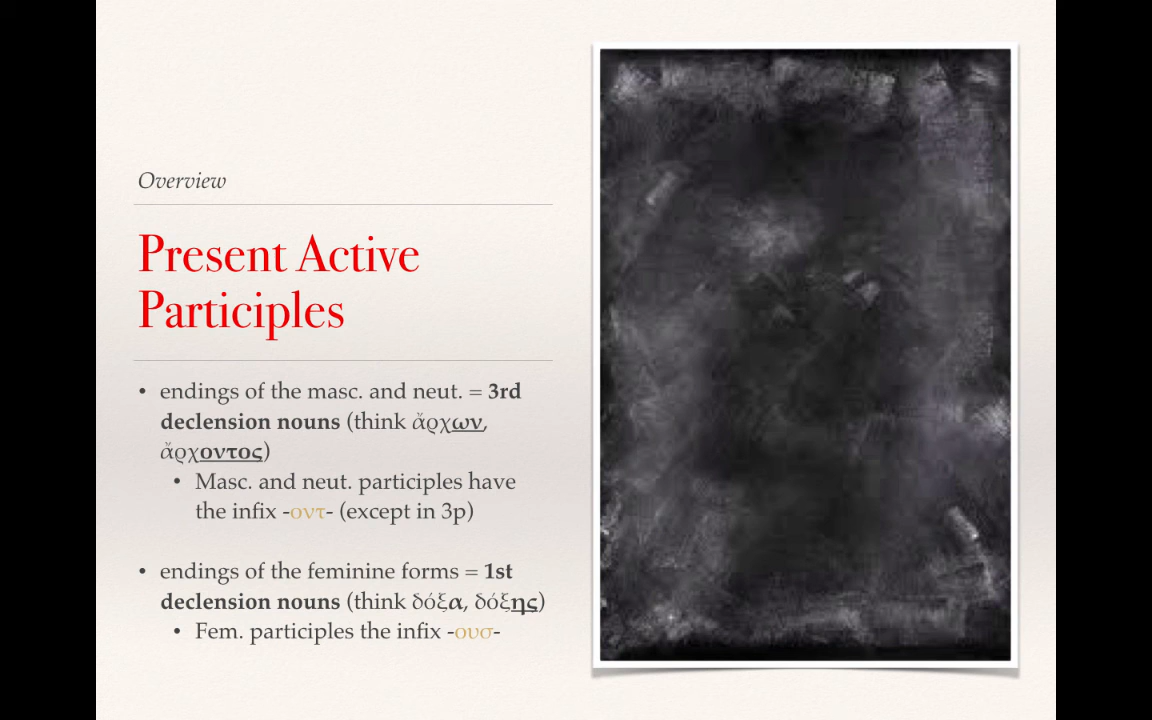 Overview
Present Active
Participles
• endings of the masc. and neut. = 3rd
declension nouns (think ἄρχων,
ἄρχοντος)
• Masc. and neut. participles have
the infix -οντ- (except in 3p)
• endings of the feminine forms = 1st
declension nouns (think δόξα, δόξης)
• Fem. participles the infix -ουσ-